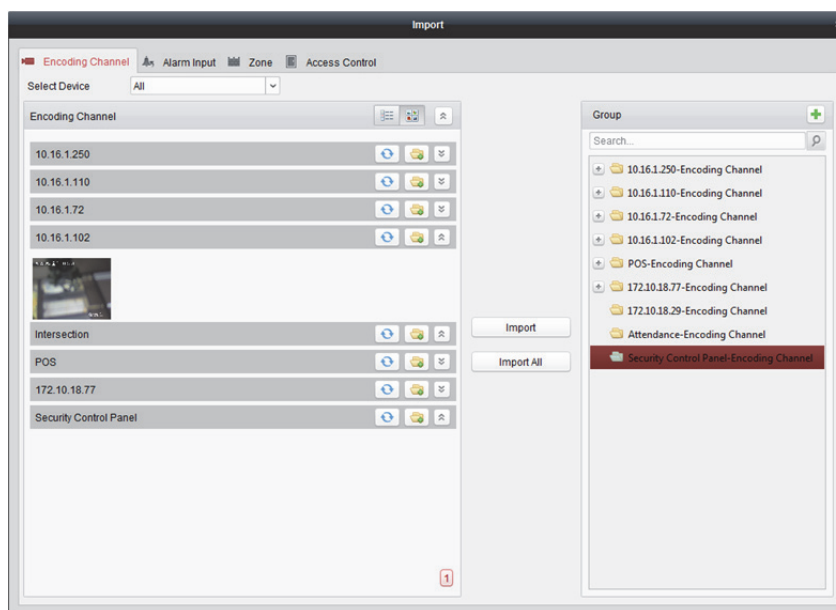 Import
Encoding Channel Alarm Input Zone Access Control
Select Device All
Encoding Channel
10.16.1.250
10.16.1.110
10.16.1.72
10.16.1.102
Intersection
POS
172.10.18.77
Security Control Panel
1
Import
Import All
Group
Search...
10.16.1.250-Encoding Channel
10.16.1.110-Encoding Channel
10.16.1.72-Encoding Channel
10.16.1.102-Encoding Channel
POS-Encoding Channel
172.10.18.77-Encoding Channel
172.10.18.29-Encoding Channel
Attendance-Encoding Channel
Security Control Panel-Encoding Channel